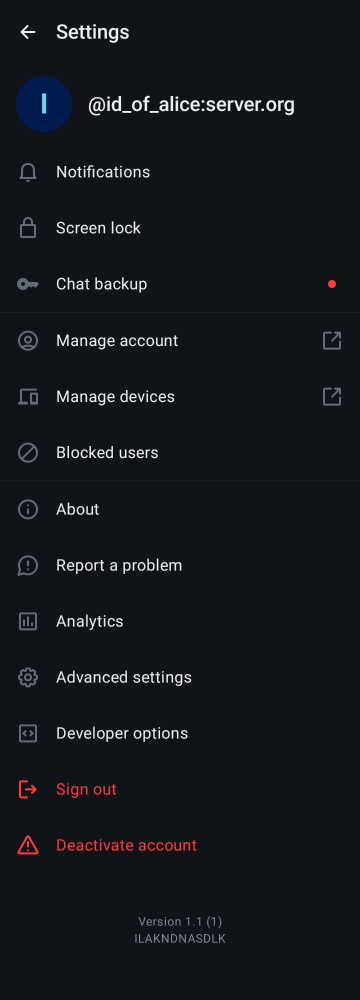 Settings
I
@id_of_alice:server.org
Notifications
Screen lock
Chat backup
Manage account
Manage devices
Blocked users
About
Report a problem
Analytics
Advanced settings
Developer options
Sign out
Deactivate account
Version 1.1 (1)
ILAKNDNASDLK